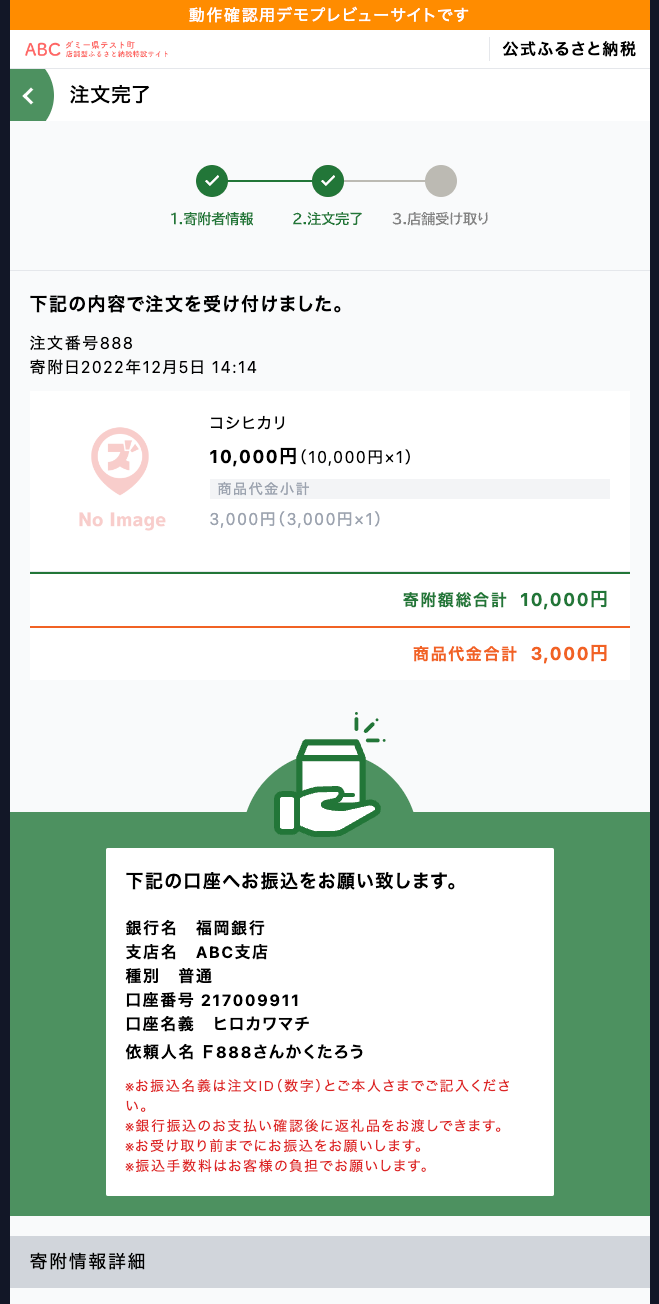 動作確認用デモプレビューサイトです
ABC ダミー県テスト町
店舗型ふるさと納税特設サイト
公式ふるさと納税
注文完了
1.寄附者情報 2.注文完了 3.店舗受け取り
下記の内容で注文を受け付けました。
注文番号888
寄附日2022年12月5日 14:14
コシヒカリ
10,000円(10,000円×1)
商品代金小計
3,000円(3,000円×1)
No Image
寄附額総合計 10,000円
商品代金合計 3,000円
下記の口座へお振込をお願い致します。
銀行名 福岡銀行
支店名 ABC支店
種別 普通
口座番号 217009911
口座名義 ヒロカワマチ
依頼人名 F888さんかくたろう
※お振込名義は注文ID(数字)とご本人さまでご記入くださ
い。
※銀行振込のお支払い確認後に返礼品をお渡しできます。
※お受け取り前までにお振込をお願いします。
※振込手数料はお客様の負担でお願いします。
寄附情報詳細